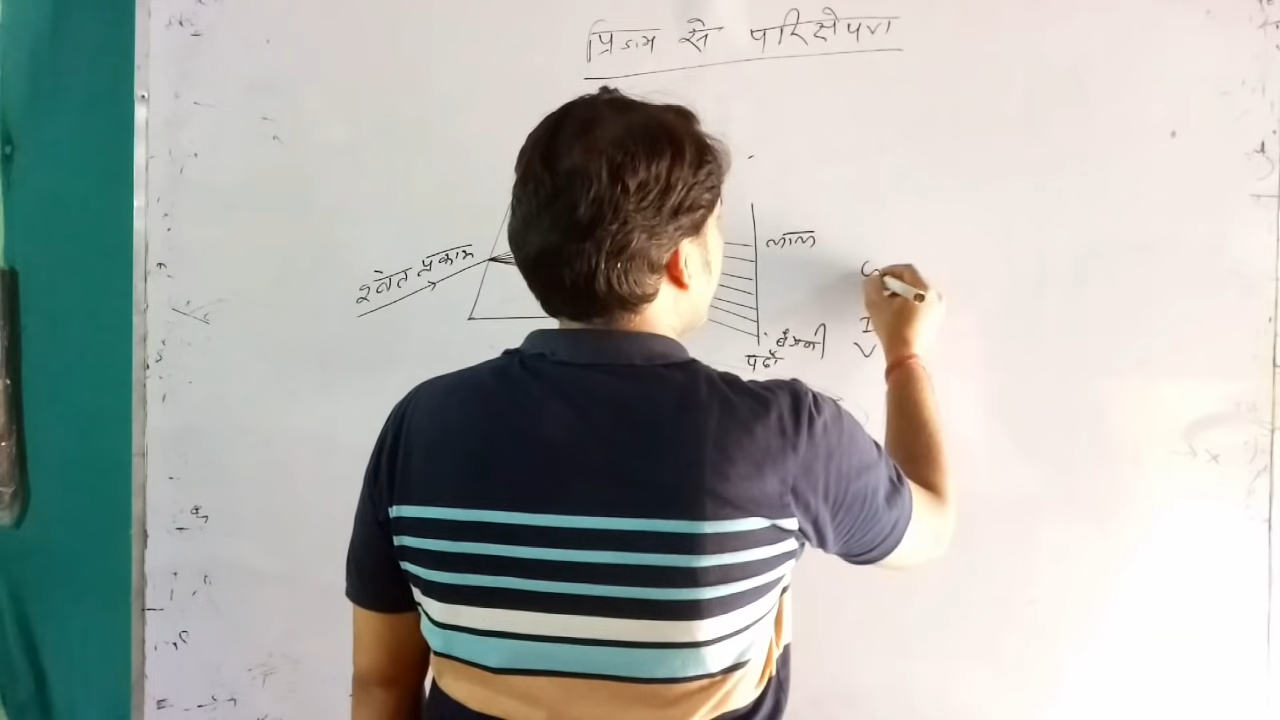 प्रिज्म से परिक्षेपण
श्वेत प्रकाश
लाल
बैंगनी
पर्दा
G
I
V